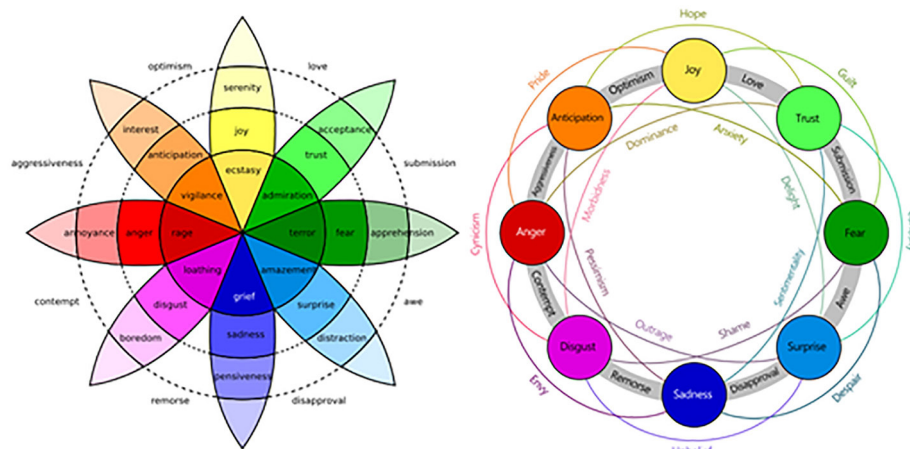 optimism
love
serenity
interest
joy
acceptance
anticipation
trust
aggressiveness
ecstasy
submission
vigilance
admiration
annoyance
anger
rage
terror
fear
apprehension
loathing
amazement
grief
contempt
disgust
surprise
awe
boredom
sadness
distraction
pensiveness
remorse
disapproval
Hope
Pride
Optimism
Joy
Love
Guilt
Anticipation
Trust
Dominance
Anxiety
Aggressiveness
Submission
Morbidness
Delight
Cynicism
Anger
Fear
Pessimism
Sentimentality
Contempt
Awe
Outrage
Shame
Disgust
Surprise
Envy
Remorse
Sadness
Disapproval
Despair